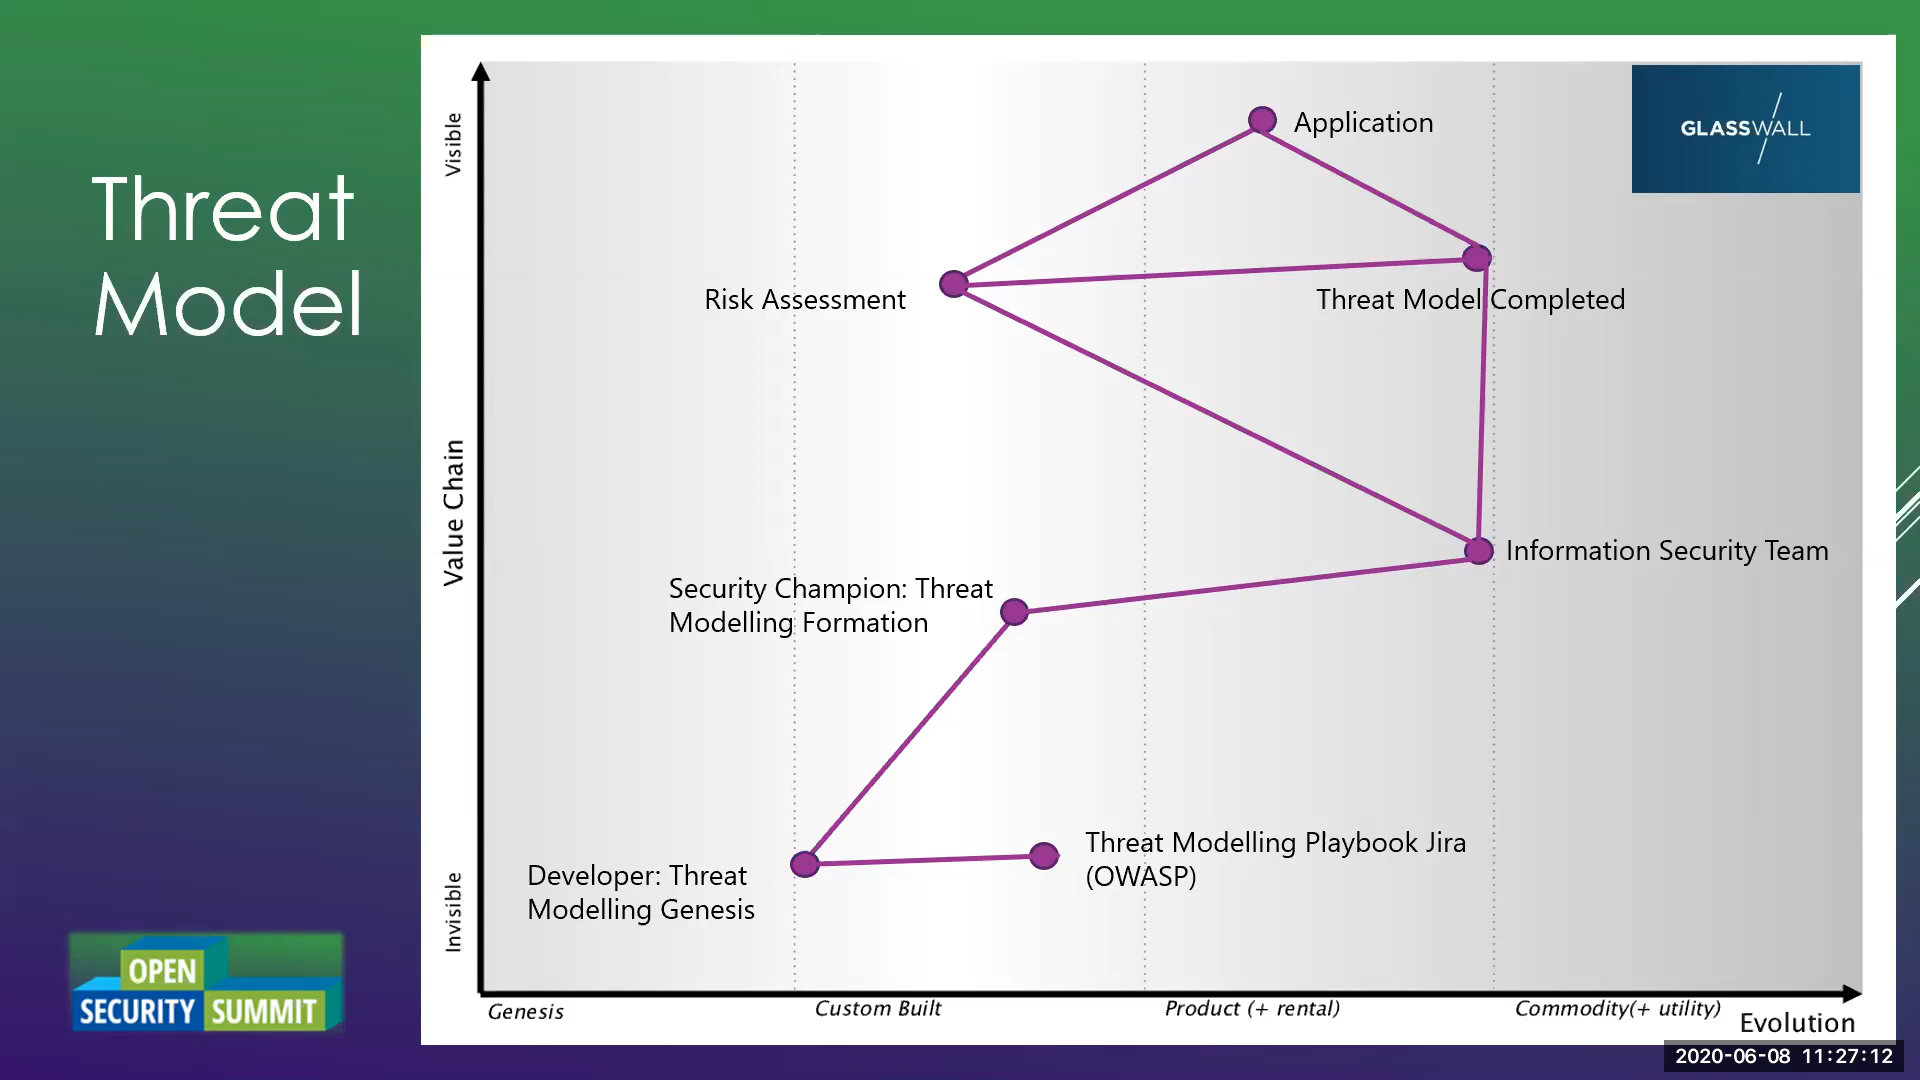 Threat
Model
Visible
Value Chain
Invisible
Application
GLASSWALL
Risk Assessment
Threat Model Completed
Information Security Team
Security Champion: Threat
Modelling Formation
Threat Modelling Playbook Jira
(OWASP)
Developer: Threat
Modelling Genesis
Genesis
Custom Built
Product (+ rental)
Commodity(+ utility)
Evolution
OPEN
SECURITY SUMMIT
2020-06-08 11:27:12